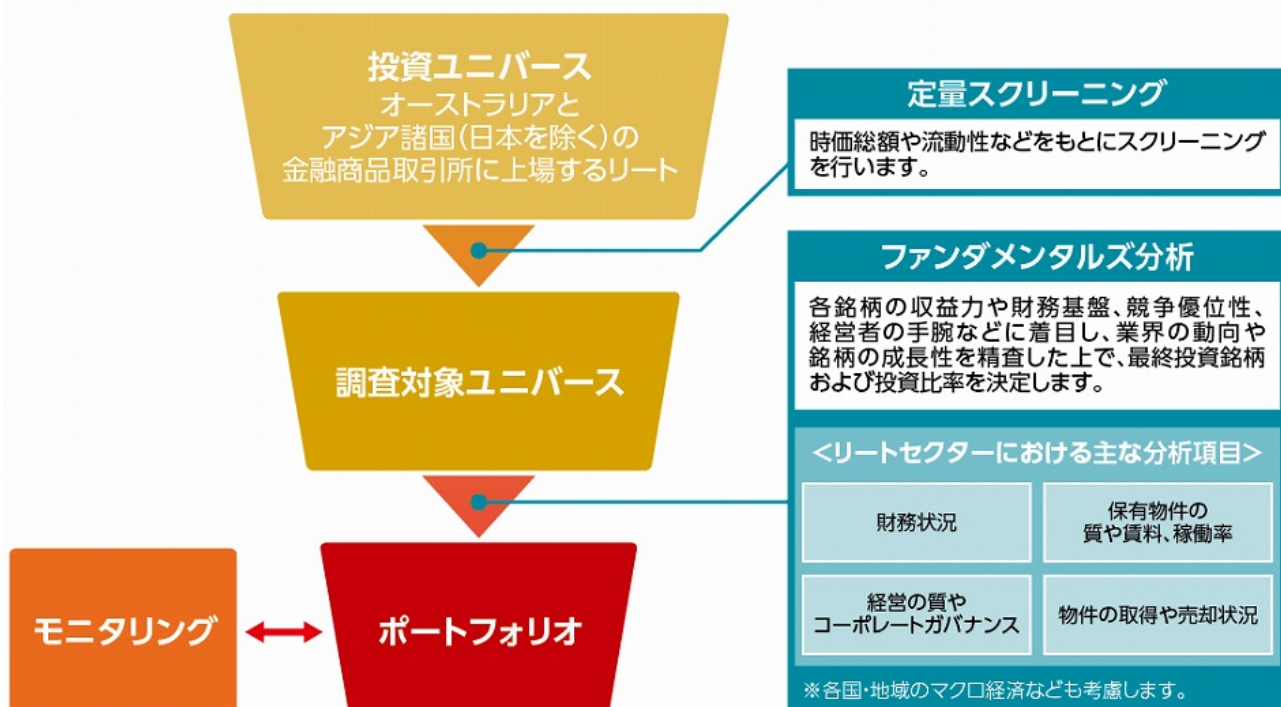 投資ユニバース
オーストラリアと
アジア諸国(日本を除く)の
金融商品取引所に上場するリート
定量スクリーニング
時価総額や流動性などをもとにスクリーニング
を行います。
調査対象ユニバース
ファンダメンタルズ分析
各銘柄の収益力や財務基盤、競争優位性、
経営者の手腕などに着目し、業界の動向や
銘柄の成長性を精査した上で、最終投資銘柄
および投資比率を決定します。
<リートセクターにおける主な分析項目>
財務状況
保有物件の
質や賃料、稼働率
経営の質や
コーポレートガバナンス
物件の取得や売却状況
※各国・地域のマクロ経済なども考慮します。
モニタリング
ポートフォリオ